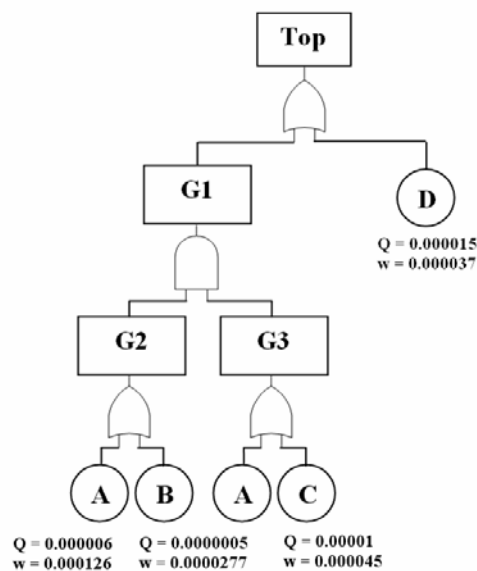 Top
G1
D
Q = 0.000015
w = 0.000037
G2
G3
A
B
A
C
Q = 0.000006
w = 0.000126
Q = 0.0000005
w = 0.0000277
Q = 0.00001
w = 0.000045